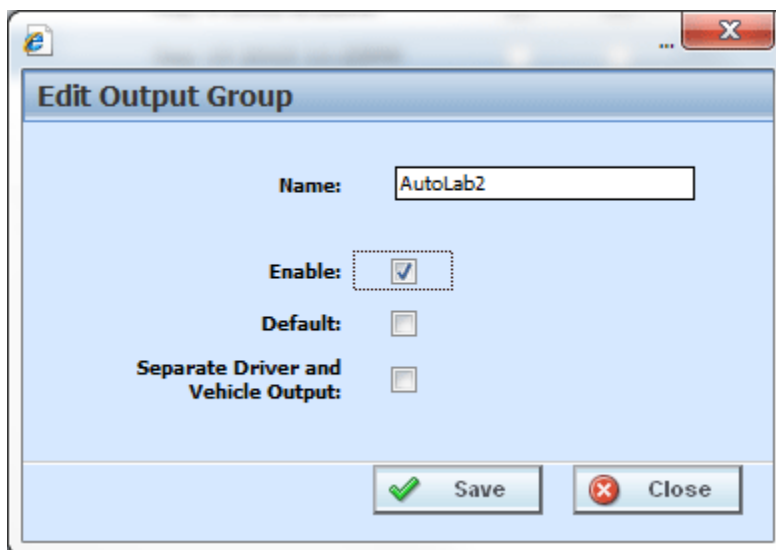 ...
Edit Output Group
Name: AutoLab2
Enable:
Default:
Separate Driver and
Vehicle Output:
Save Close